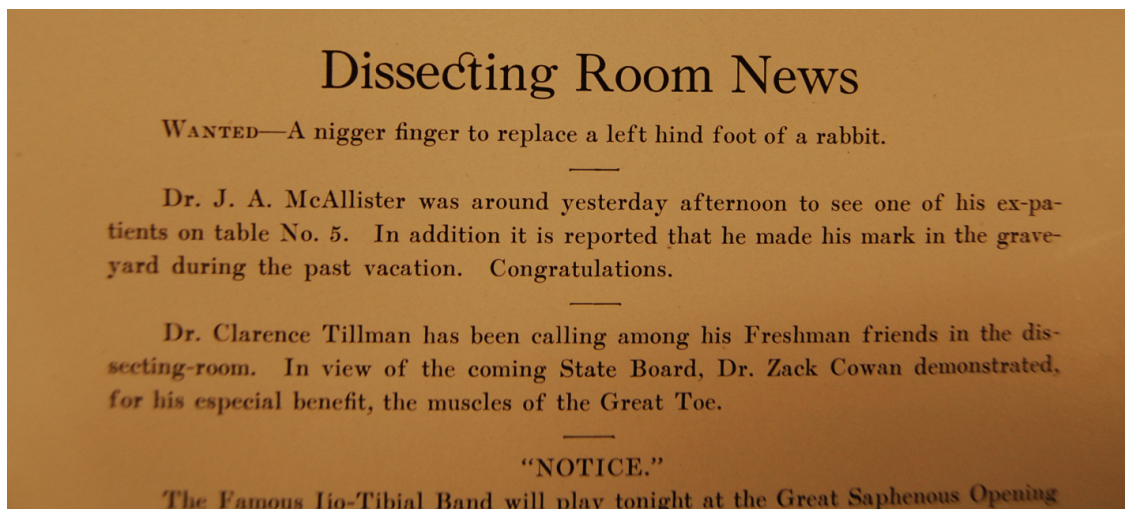 Dissecting Room News
WANTED—A nigger finger to replace a left hind foot of a rabbit.
Dr. J. A. McAllister was around yesterday afternoon to see one of his ex-pa-
tients on table No. 5. In addition it is reported that he made his mark in the grave-
yard during the past vacation. Congratulations.
Dr. Clarence Tillman has been calling among his Freshman friends in the dis-
secting-room. In view of the coming State Board, Dr. Zack Cowan demonstrated,
for his especial benefit, the muscles of the Great Toe.
“NOTICE.”
The Famous Iio-Tibial Band will play tonight at the Great Saphenous Opening